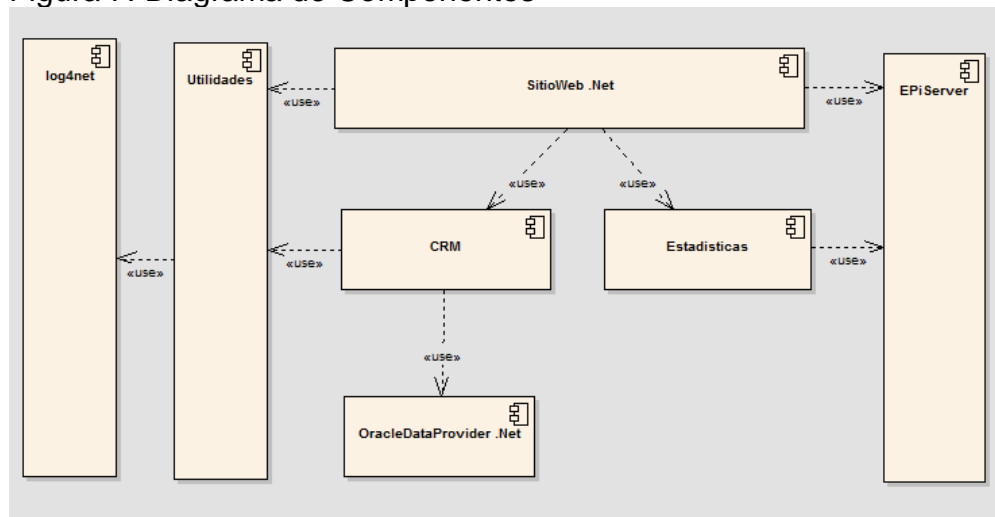 Figura 7: Diagrama de Componentes
log4net
Utilidades
SitioWeb .Net
EPiServer
«use»
«use»
«use»
«use»
CRM
Estadisticas
«use»
«use»
«use»
«use»
OracleDataProvider .Net